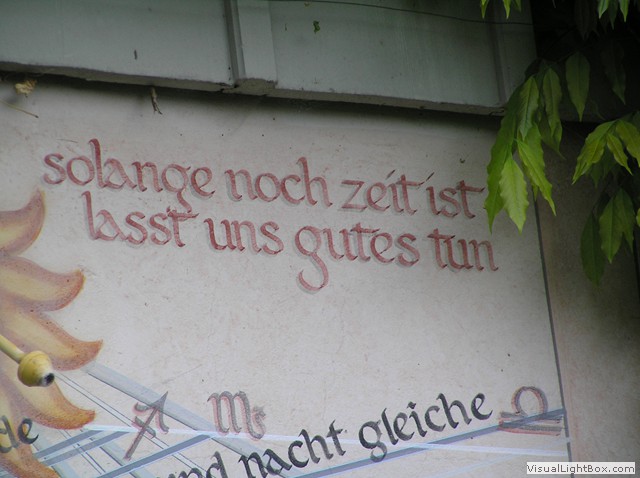 solange noch zeit ist
lasst uns gutes tun
und nacht gleiche
VisualLightBox.com